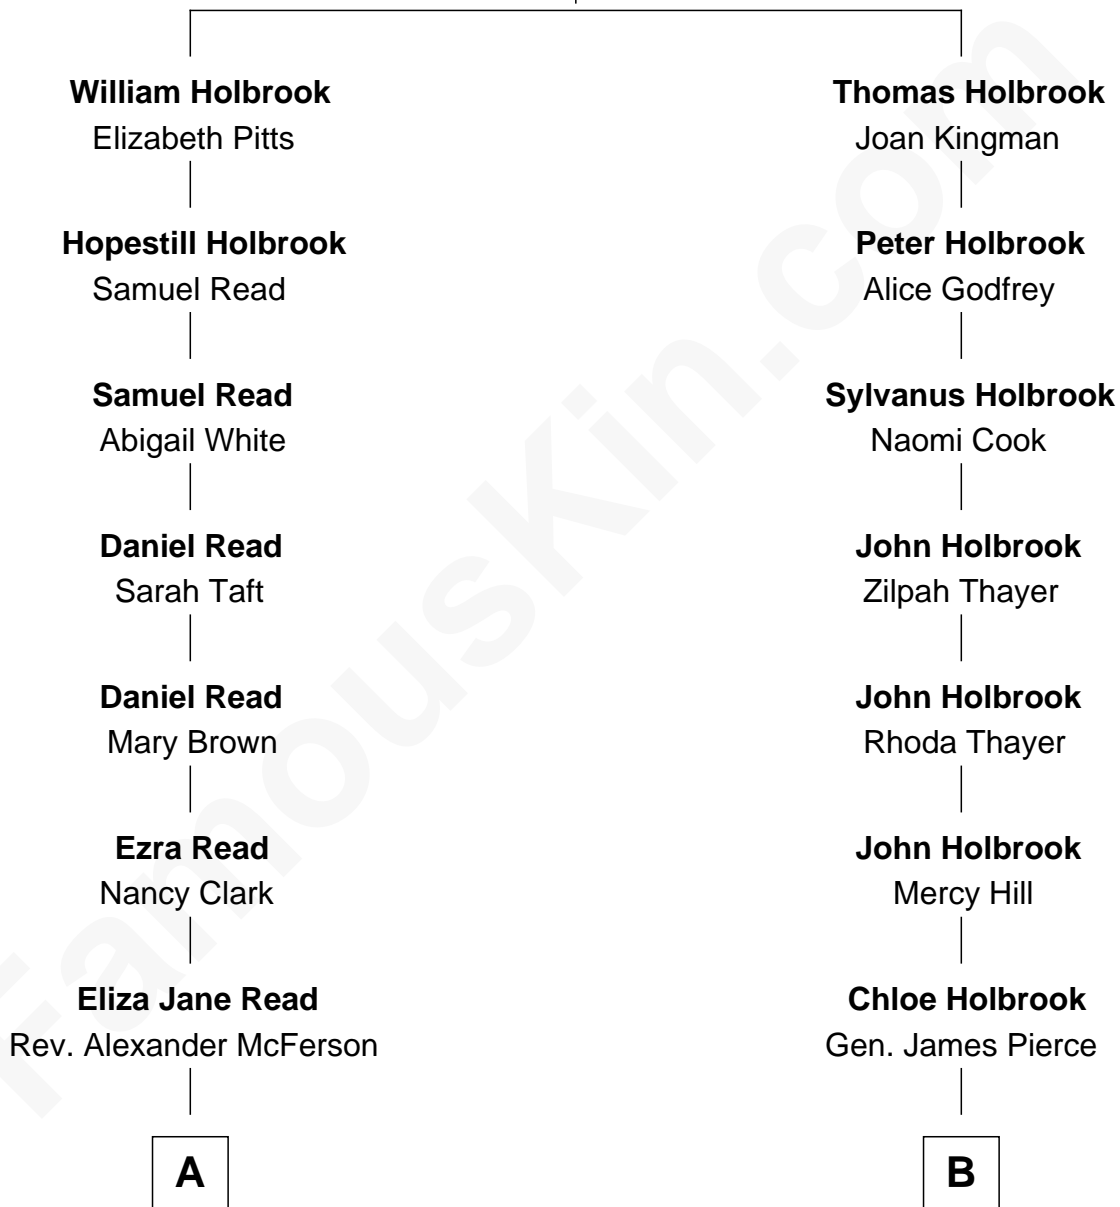 William Holbrook
Elizabeth Pitts
Hopestill Holbrook
Samuel Read
Samuel Read
Abigail White
Daniel Read
Sarah Taft
Daniel Read
Mary Brown
Ezra Read
Nancy Clark
Eliza Jane Read
Rev. Alexander McFerson
A
Thomas Holbrook
Joan Kingman
Peter Holbrook
Alice Godfrey
Sylvanus Holbrook
Naomi Cook
John Holbrook
Zilpah Thayer
John Holbrook
Rhoda Thayer
John Holbrook
Mercy Hill
Chloe Holbrook
Gen. James Pierce
B
FamousKin.com